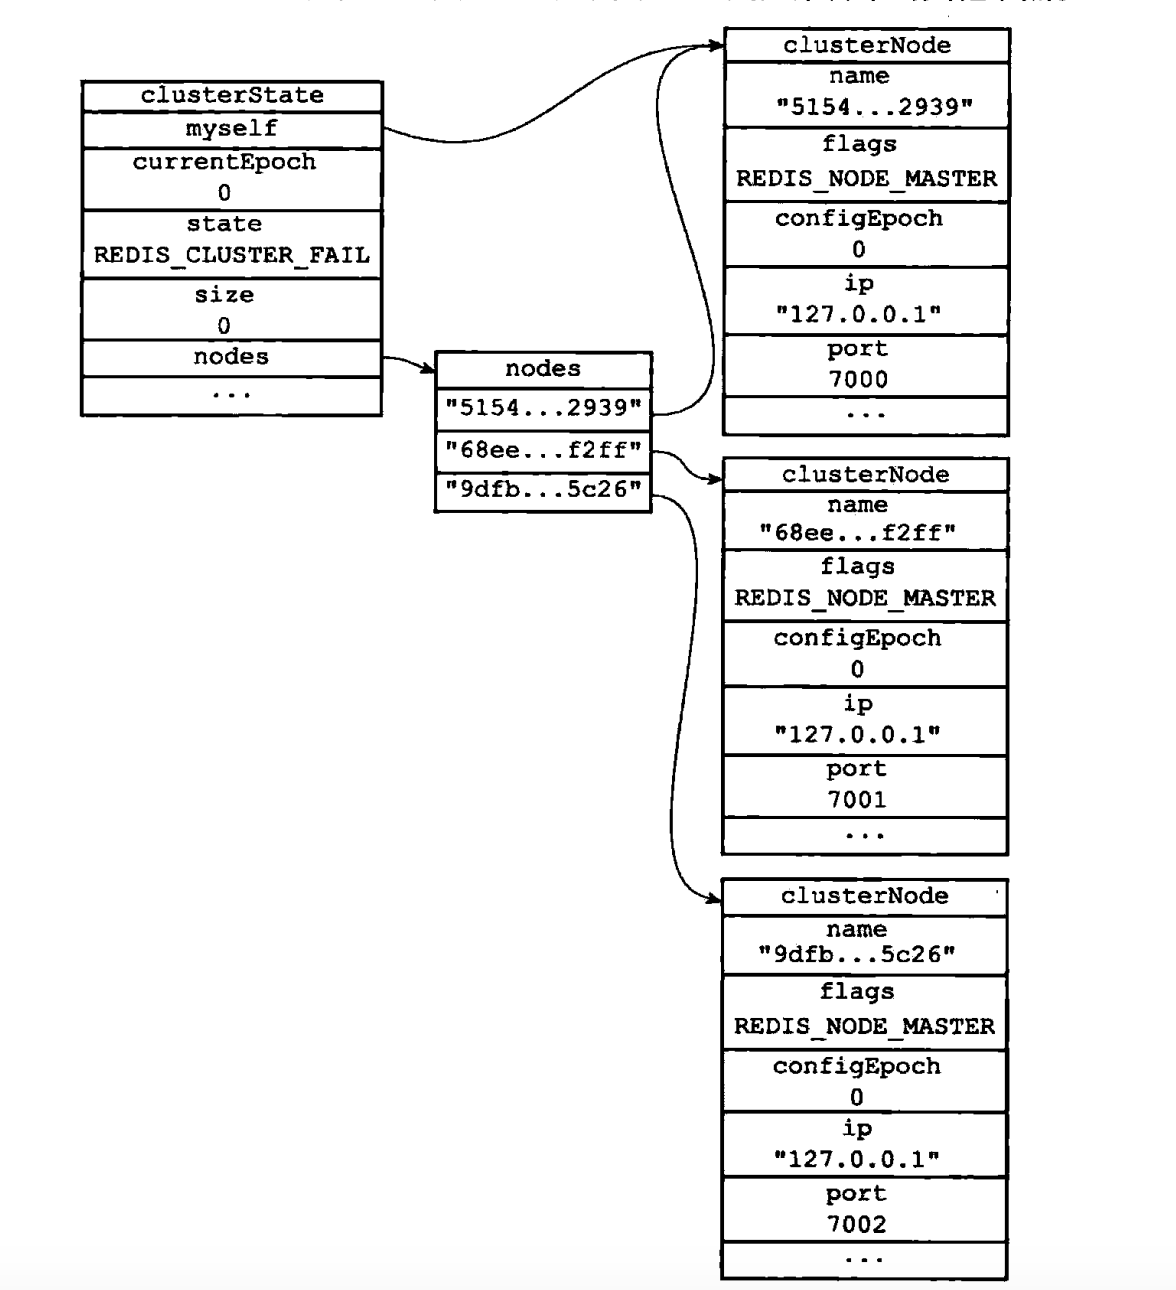 clusterState
myself
currentEpoch
0
state
REDIS_CLUSTER_FAIL
size
0
nodes
...
nodes
"5154...2939"
"68ee...f2ff"
"9dfb...5c26"
clusterNode
name
"5154...2939"
flags
REDIS_NODE_MASTER
configEpoch
0
ip
"127.0.0.1"
port
7000
...
clusterNode
name
"68ee...f2ff"
flags
REDIS_NODE_MASTER
configEpoch
0
ip
"127.0.0.1"
port
7001
...
clusterNode
name
"9dfb...5c26"
flags
REDIS_NODE_MASTER
configEpoch
0
ip
"127.0.0.1"
port
7002
...